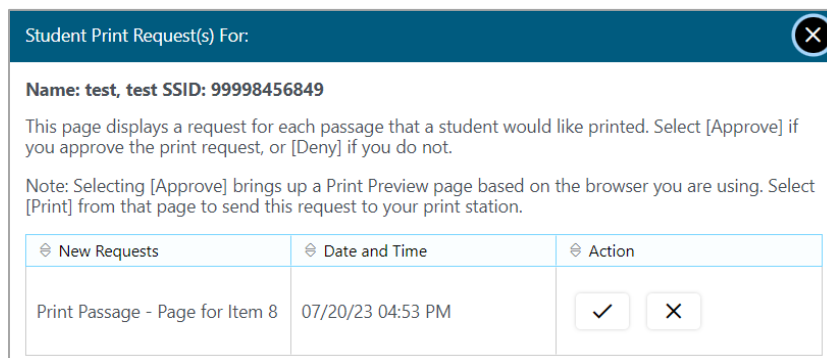 Student Print Request(s) For:
Name: test, test SSID: 99998456849
This page displays a request for each passage that a student would like printed. Select [Approve] if
you approve the print request, or [Deny] if you do not.
Note: Selecting [Approve] brings up a Print Preview page based on the browser you are using. Select
[Print] from that page to send this request to your print station.
New Requests Date and Time Action
Print Passage - Page for Item 8 07/20/23 04:53 PM